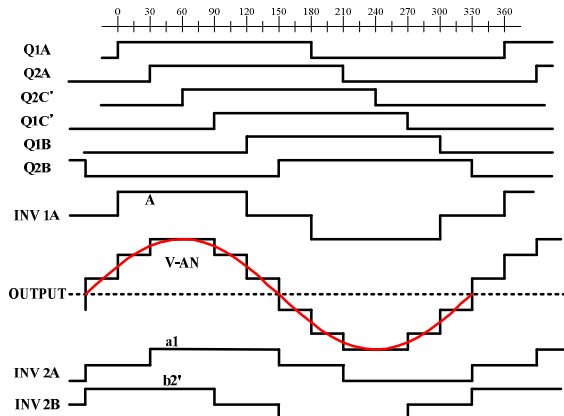 0 30 60 90 120 150 180 210 240 270 300 330 360
Q1A
Q2A
Q2C'
Q1C'
Q1B
Q2B
INV 1A A
V-AN
OUTPUT
a1
INV 2A
b2'
INV 2B